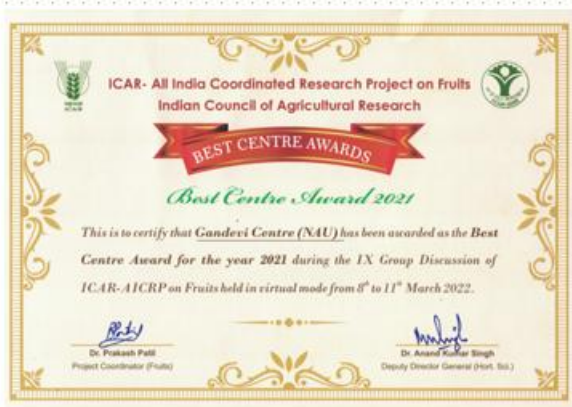 ICAR- All India Coordinated Research Project on Fruits
Indian Council of Agricultural Research
BEST CENTRE AWARDS
Best Centre Award 2021
This is to certify that Gandevi Centre (NAU) has been awarded as the Best
Centre Award for the year 2021 during the IX Group Discussion of
ICAR-AICRP on Fruits held in virtual mode from 8th to 11th March 2022.
Dr. Prakash Patil
Project Coordinator (Fruits)
Dr. Anand Kumar Singh
Deputy Director General (Hort. Sci.)